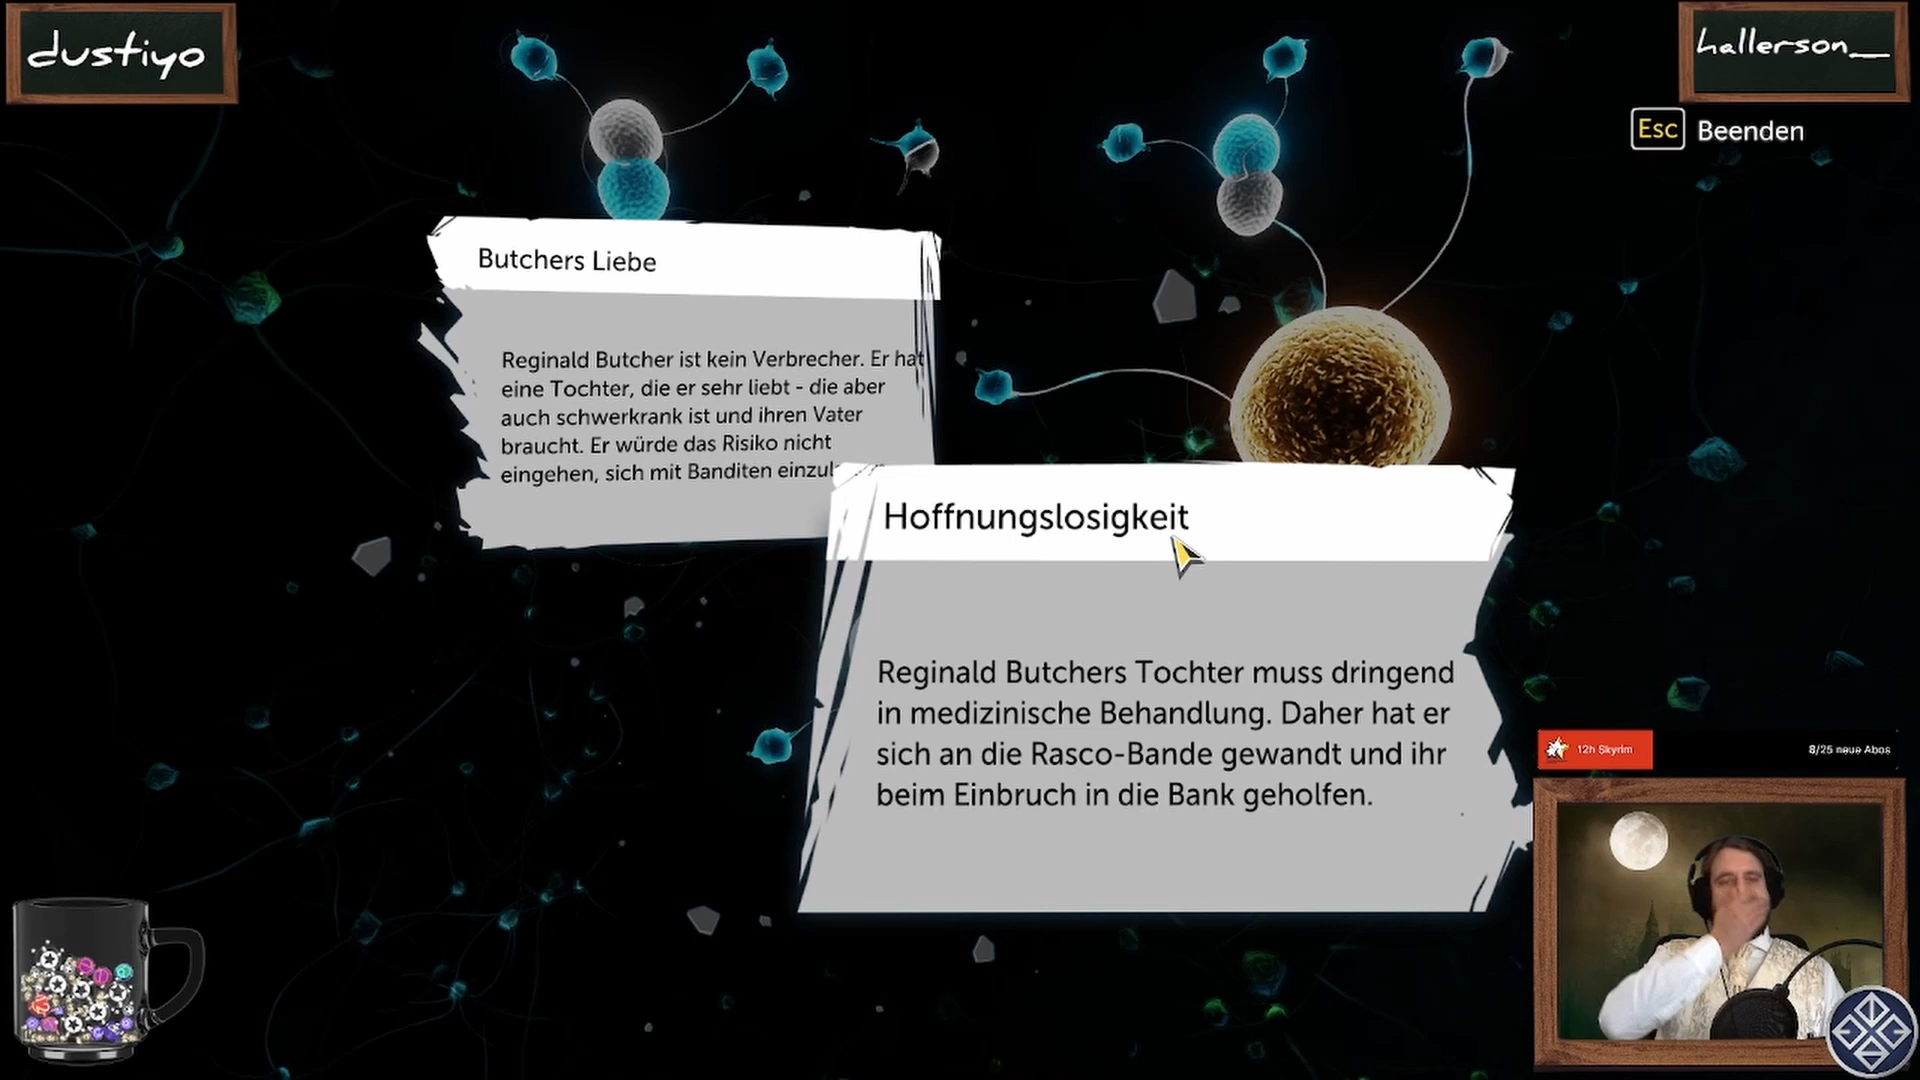 dustiyo
hallerson__
Esc Beenden
Butchers Liebe
Reginald Butcher ist kein Verbrecher. Er hat
eine Tochter, die er sehr liebt - die aber
auch schwerkrank ist und ihren Vater
braucht. Er würde das Risiko nicht
eingehen, sich mit Banditen
Hoffnungslosigkeit
Reginald Butchers Tochter muss dringend
in medizinische Behandlung. Daher hat er
sich an die Rasco-Bande gewandt und ihr
beim Einbruch in die Bank geholfen.
12h Skyrim
8/25 neue Abos